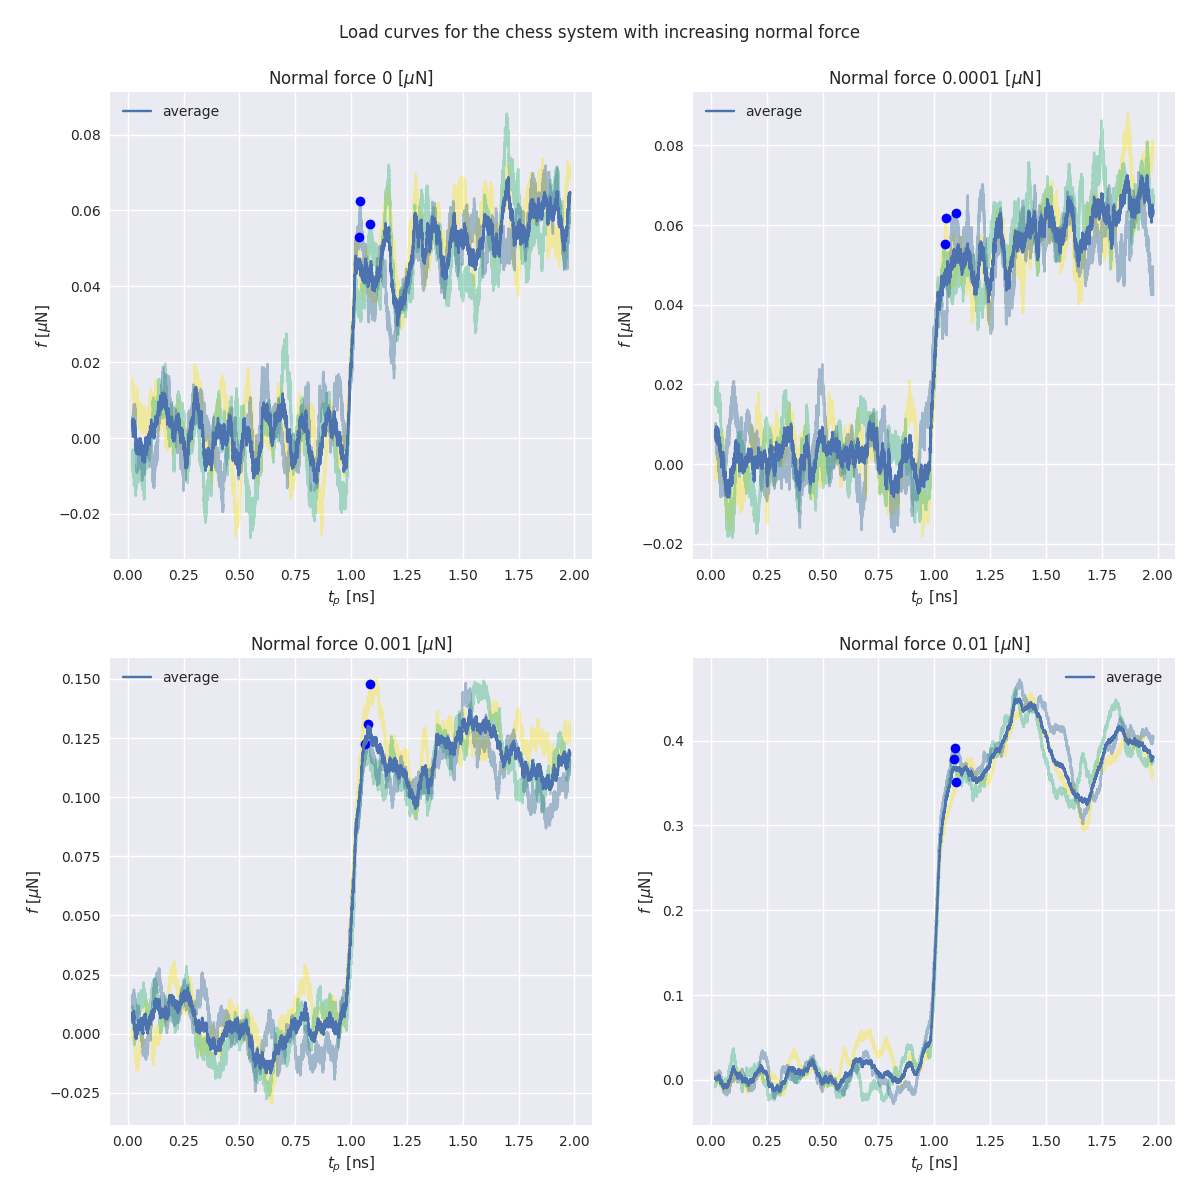 Load curves for the chess system with increasing normal force
Normal force 0 [μN]
average
0.08
0.06
0.04
0.02
0.00
−0.02
f [μN]
0.00 0.25 0.50 0.75 1.00 1.25 1.50 1.75 2.00
t_p [ns]
Normal force 0.0001 [μN]
average
0.08
0.06
0.04
0.02
0.00
−0.02
f [μN]
0.00 0.25 0.50 0.75 1.00 1.25 1.50 1.75 2.00
t_p [ns]
Normal force 0.001 [μN]
average
0.150
0.125
0.100
0.075
0.050
0.025
0.000
−0.025
f [μN]
0.00 0.25 0.50 0.75 1.00 1.25 1.50 1.75 2.00
t_p [ns]
Normal force 0.01 [μN]
average
0.4
0.3
0.2
0.1
0.0
f [μN]
0.00 0.25 0.50 0.75 1.00 1.25 1.50 1.75 2.00
t_p [ns]